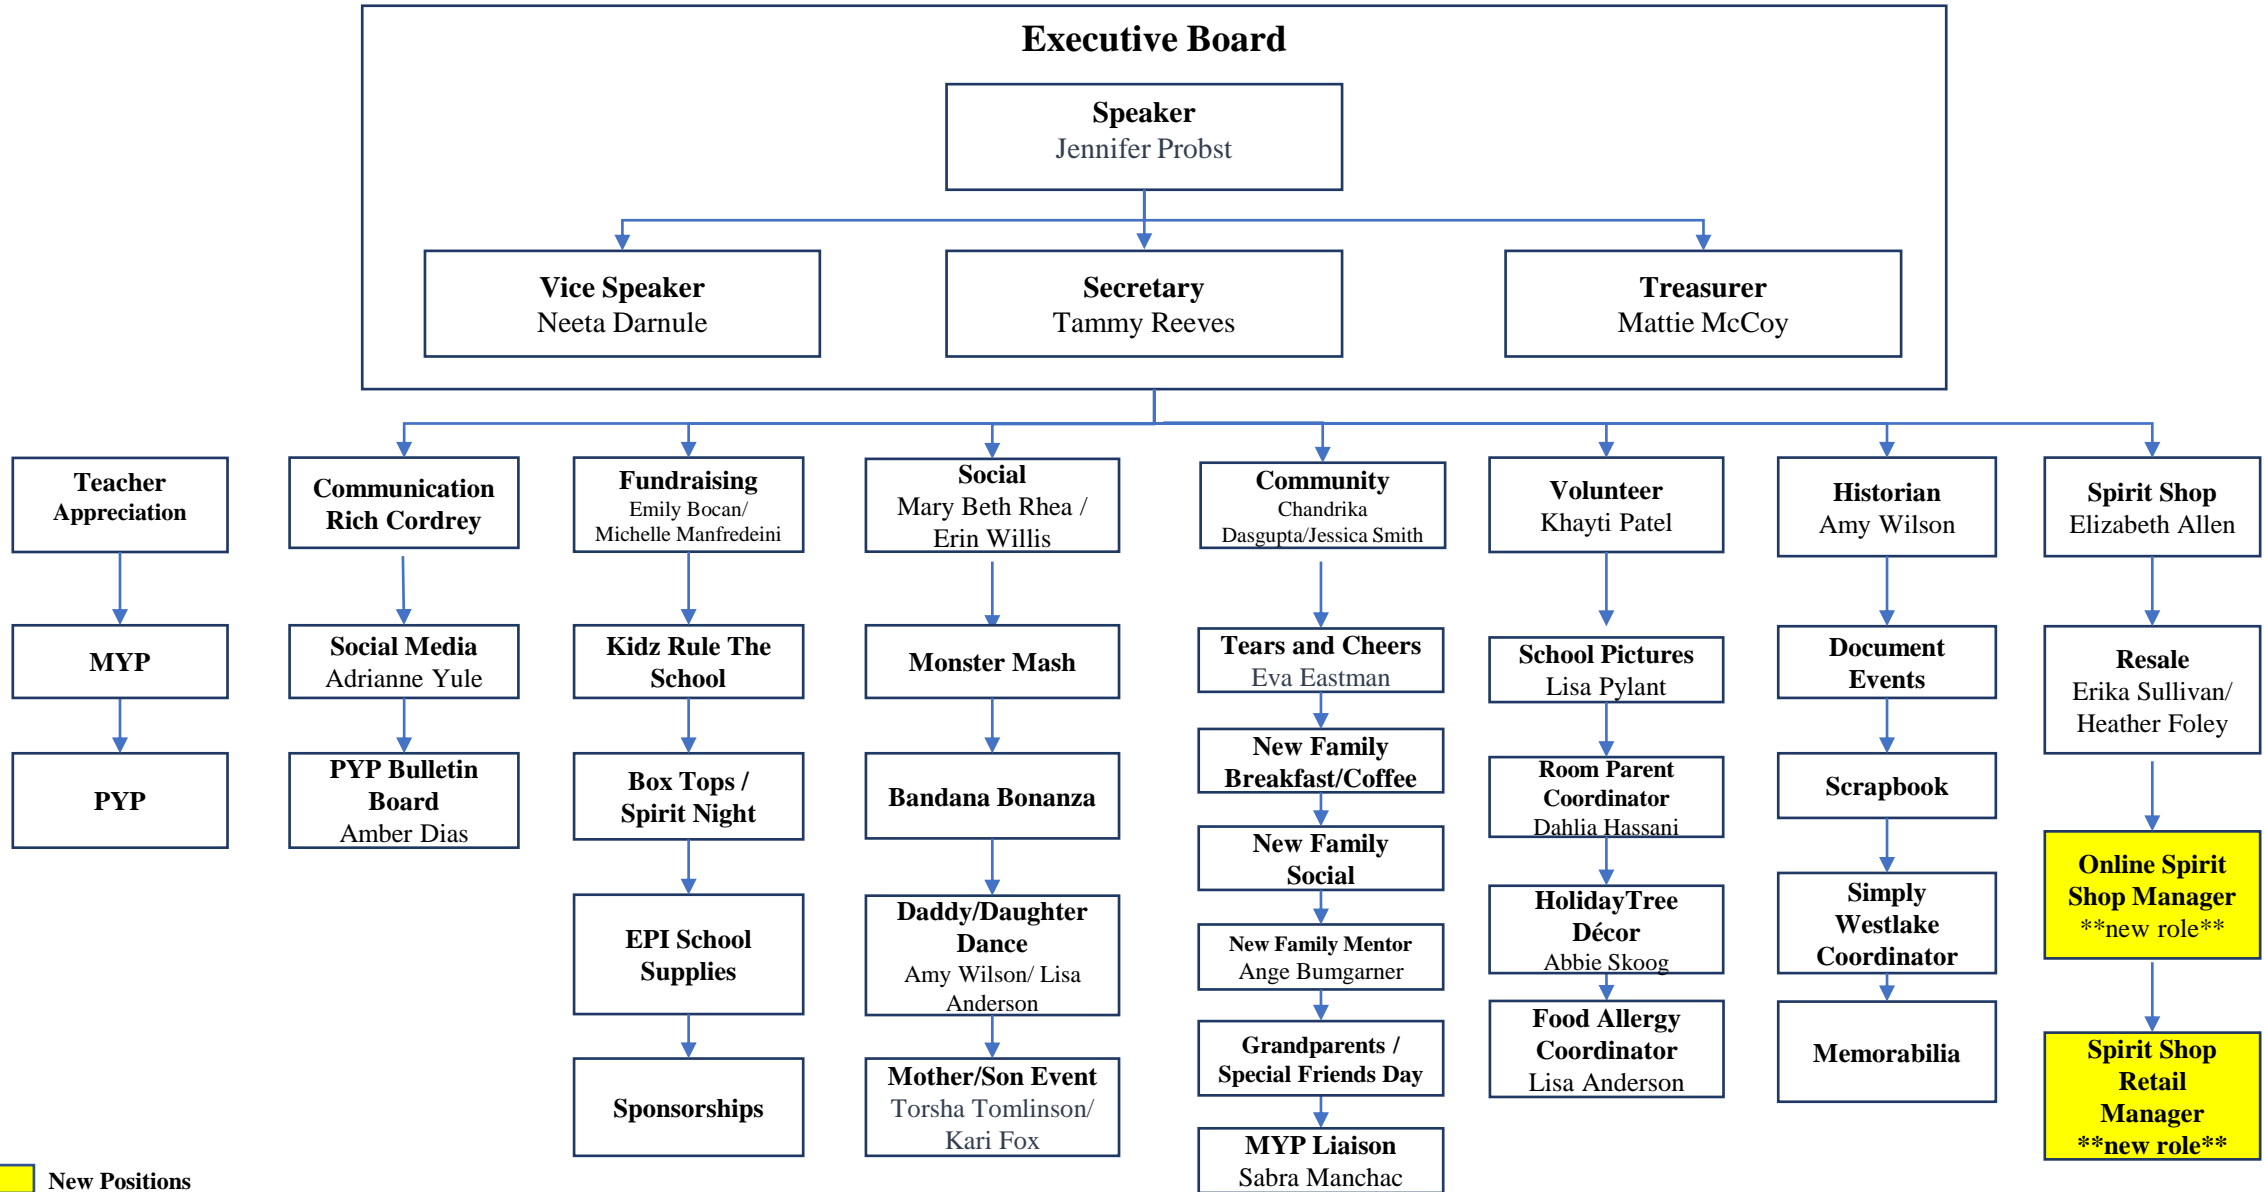 Executive Board
Speaker
Jennifer Probst
Vice Speaker
Neeta Darnule
Secretary
Tammy Reeves
Treasurer
Mattie McCoy
Teacher
Appreciation
MYP
PYP
Communication
Rich Cordrey
Social Media
Adrianne Yule
PYP Bulletin
Board
Amber Dias
Fundraising
Emily Bocan/
Michelle Manfredeini
Kidz Rule The
School
Box Tops /
Spirit Night
EPI School
Supplies
Sponsorships
Social
Mary Beth Rhea /
Erin Willis
Monster Mash
Bandana Bonanza
Daddy/Daughter
Dance
Amy Wilson/ Lisa
Anderson
Mother/Son Event
Torsha Tomlinson/
Kari Fox
Community
Chandrika
Dasgupta/Jessica Smith
Tears and Cheers
Eva Eastman
New Family
Breakfast/Coffee
New Family
Social
New Family Mentor
Ange Bumgarner
Grandparents /
Special Friends Day
MYP Liaison
Sabra Manchac
Volunteer
Khayti Patel
School Pictures
Lisa Pylant
Room Parent
Coordinator
Dahlia Hassani
HolidayTree
Décor
Abbie Skoog
Food Allergy
Coordinator
Lisa Anderson
Historian
Amy Wilson
Document
Events
Scrapbook
Simply
Westlake
Coordinator
Memorabilia
Spirit Shop
Elizabeth Allen
Resale
Erika Sullivan/
Heather Foley
Online Spirit
Shop Manager
**new role**
Spirit Shop
Retail
Manager
**new role**
New Positions